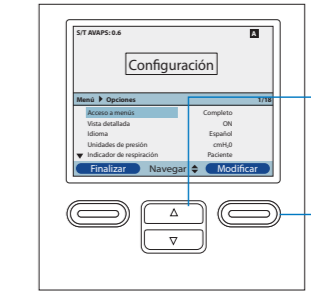 S/T AVAPS: 0.6 A
Configuración
Menú Opciones 1/18
Acceso a menús Completo
Vista detallada ON
Idioma Español
Unidades de presión cmH₂0
Indicador de respiración Paciente
Finalizar Navegar Modificar